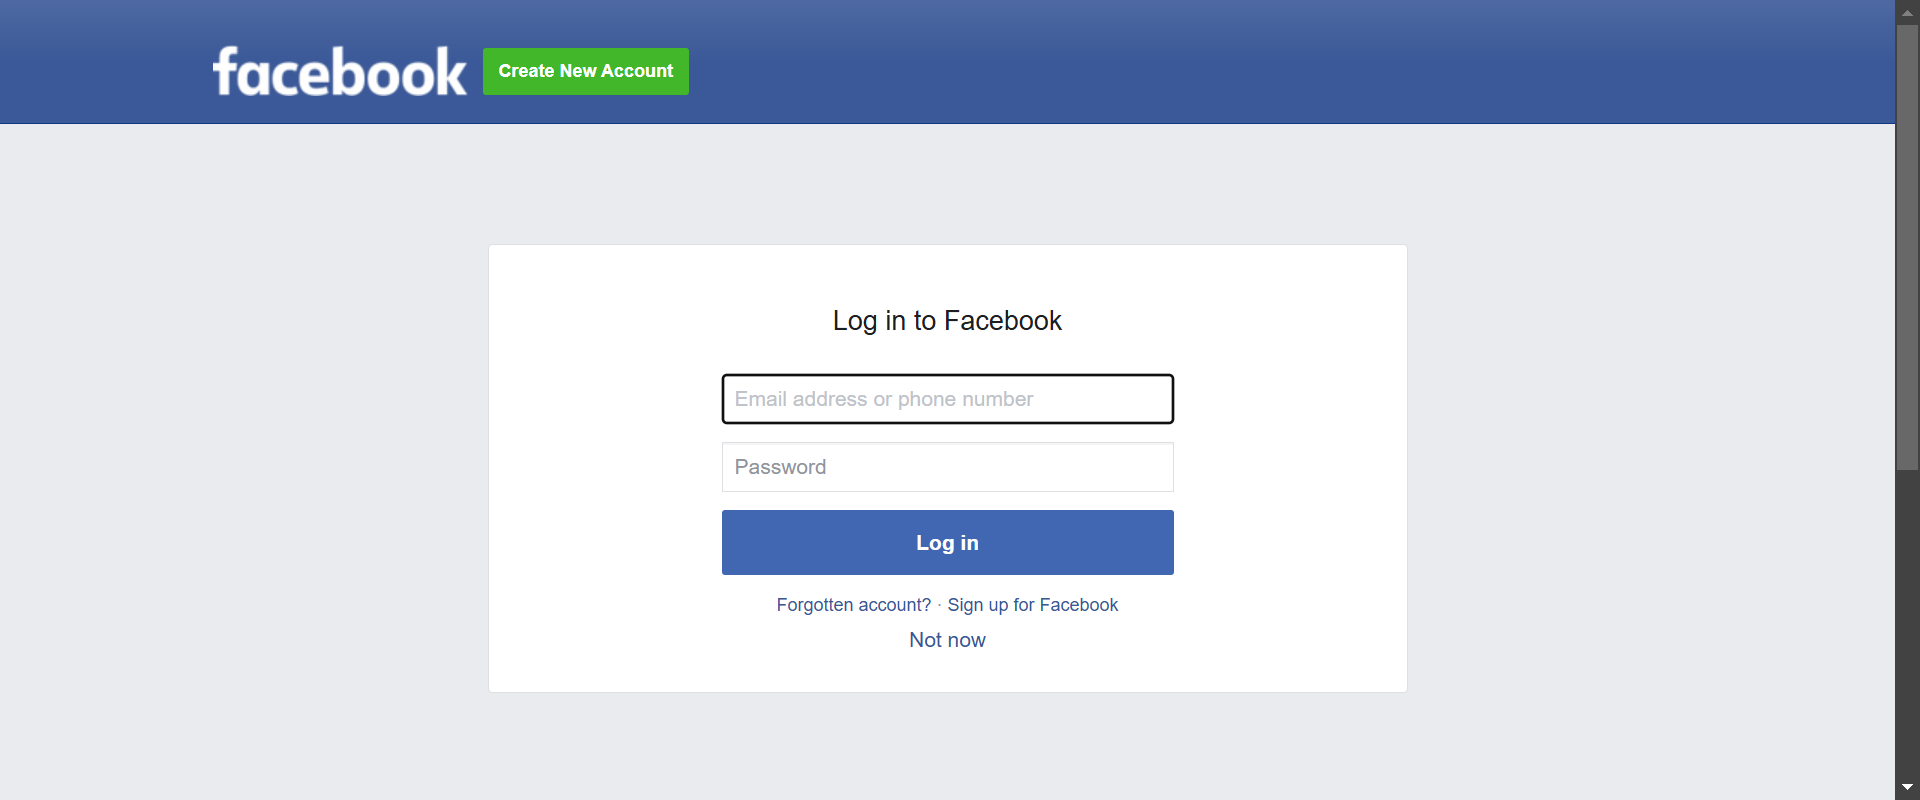 facebook
Create New Account
Log in to Facebook
Email address or phone number
Password
Log in
Forgotten account? · Sign up for Facebook
Not now